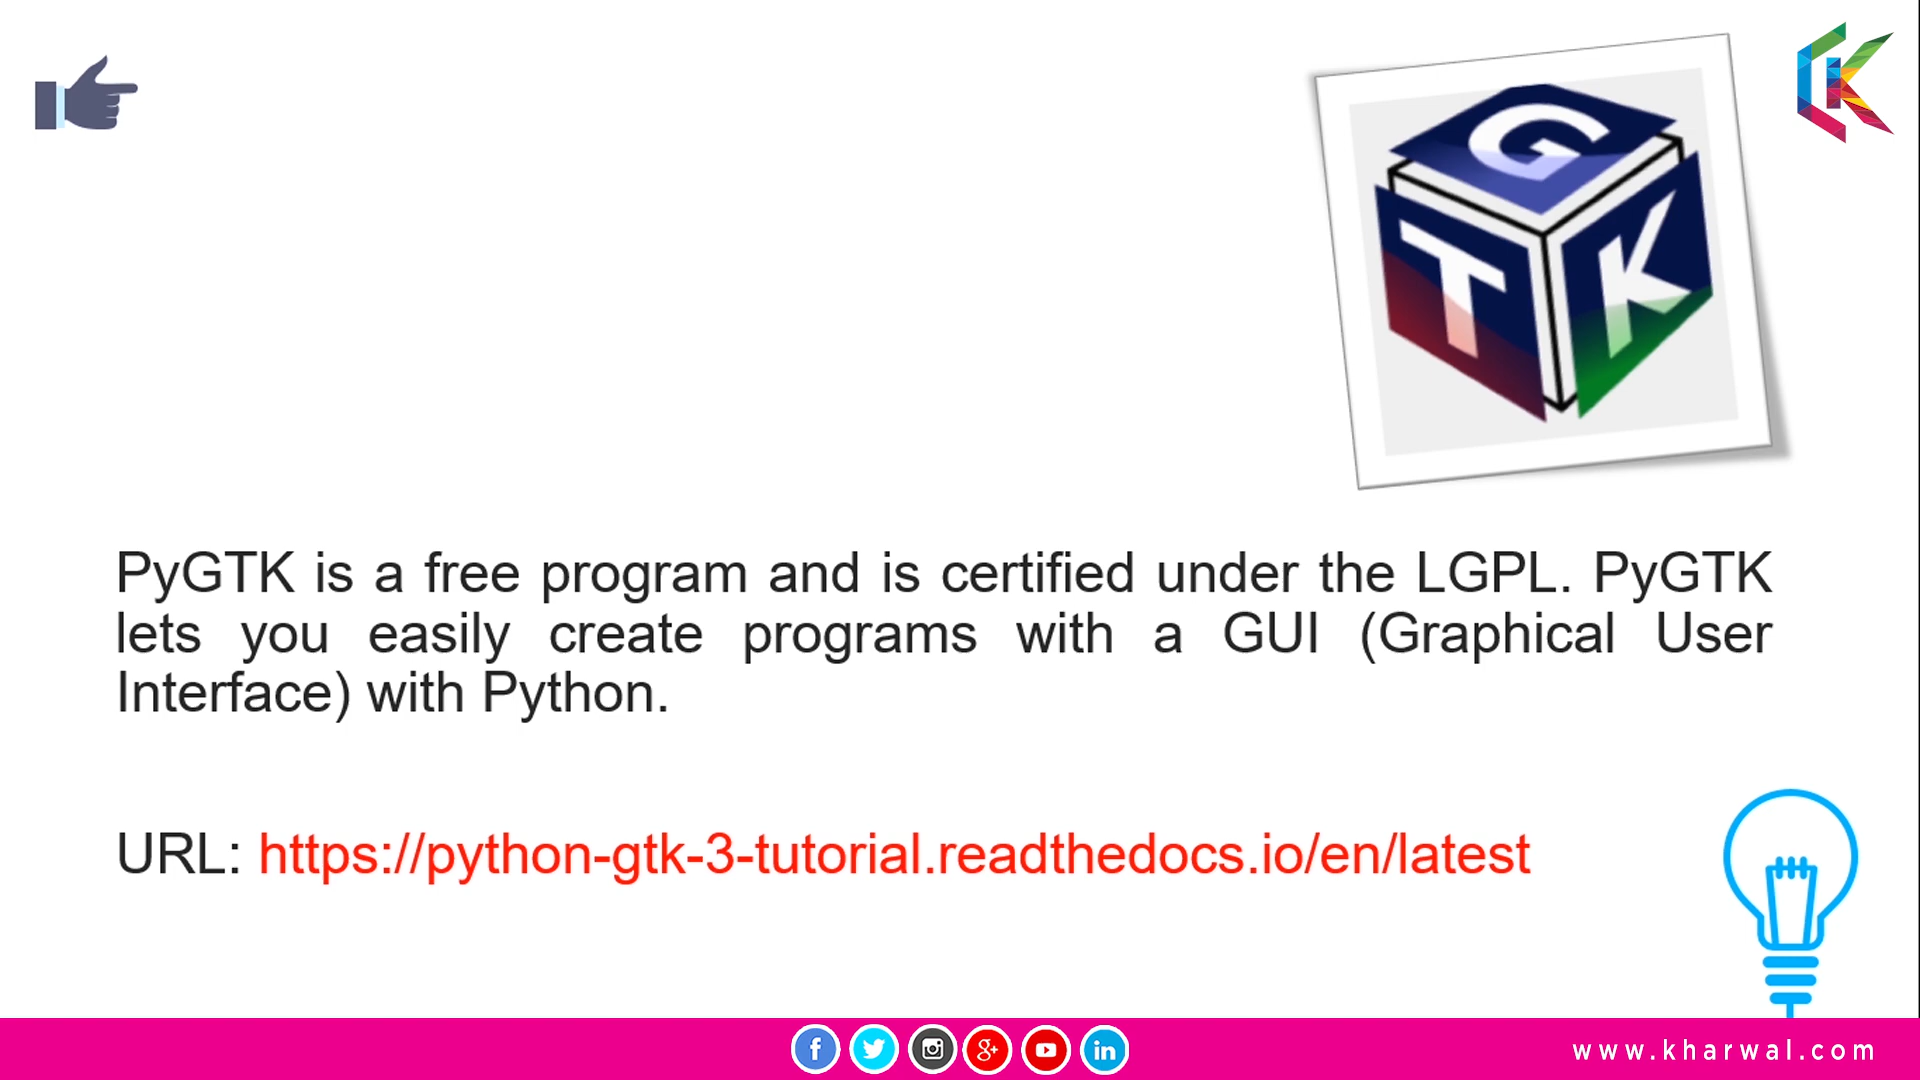 G
T K
PyGTK is a free program and is certified under the LGPL. PyGTK
lets you easily create programs with a GUI (Graphical User
Interface) with Python.
URL: https://python-gtk-3-tutorial.readthedocs.io/en/latest
www.kharwal.com